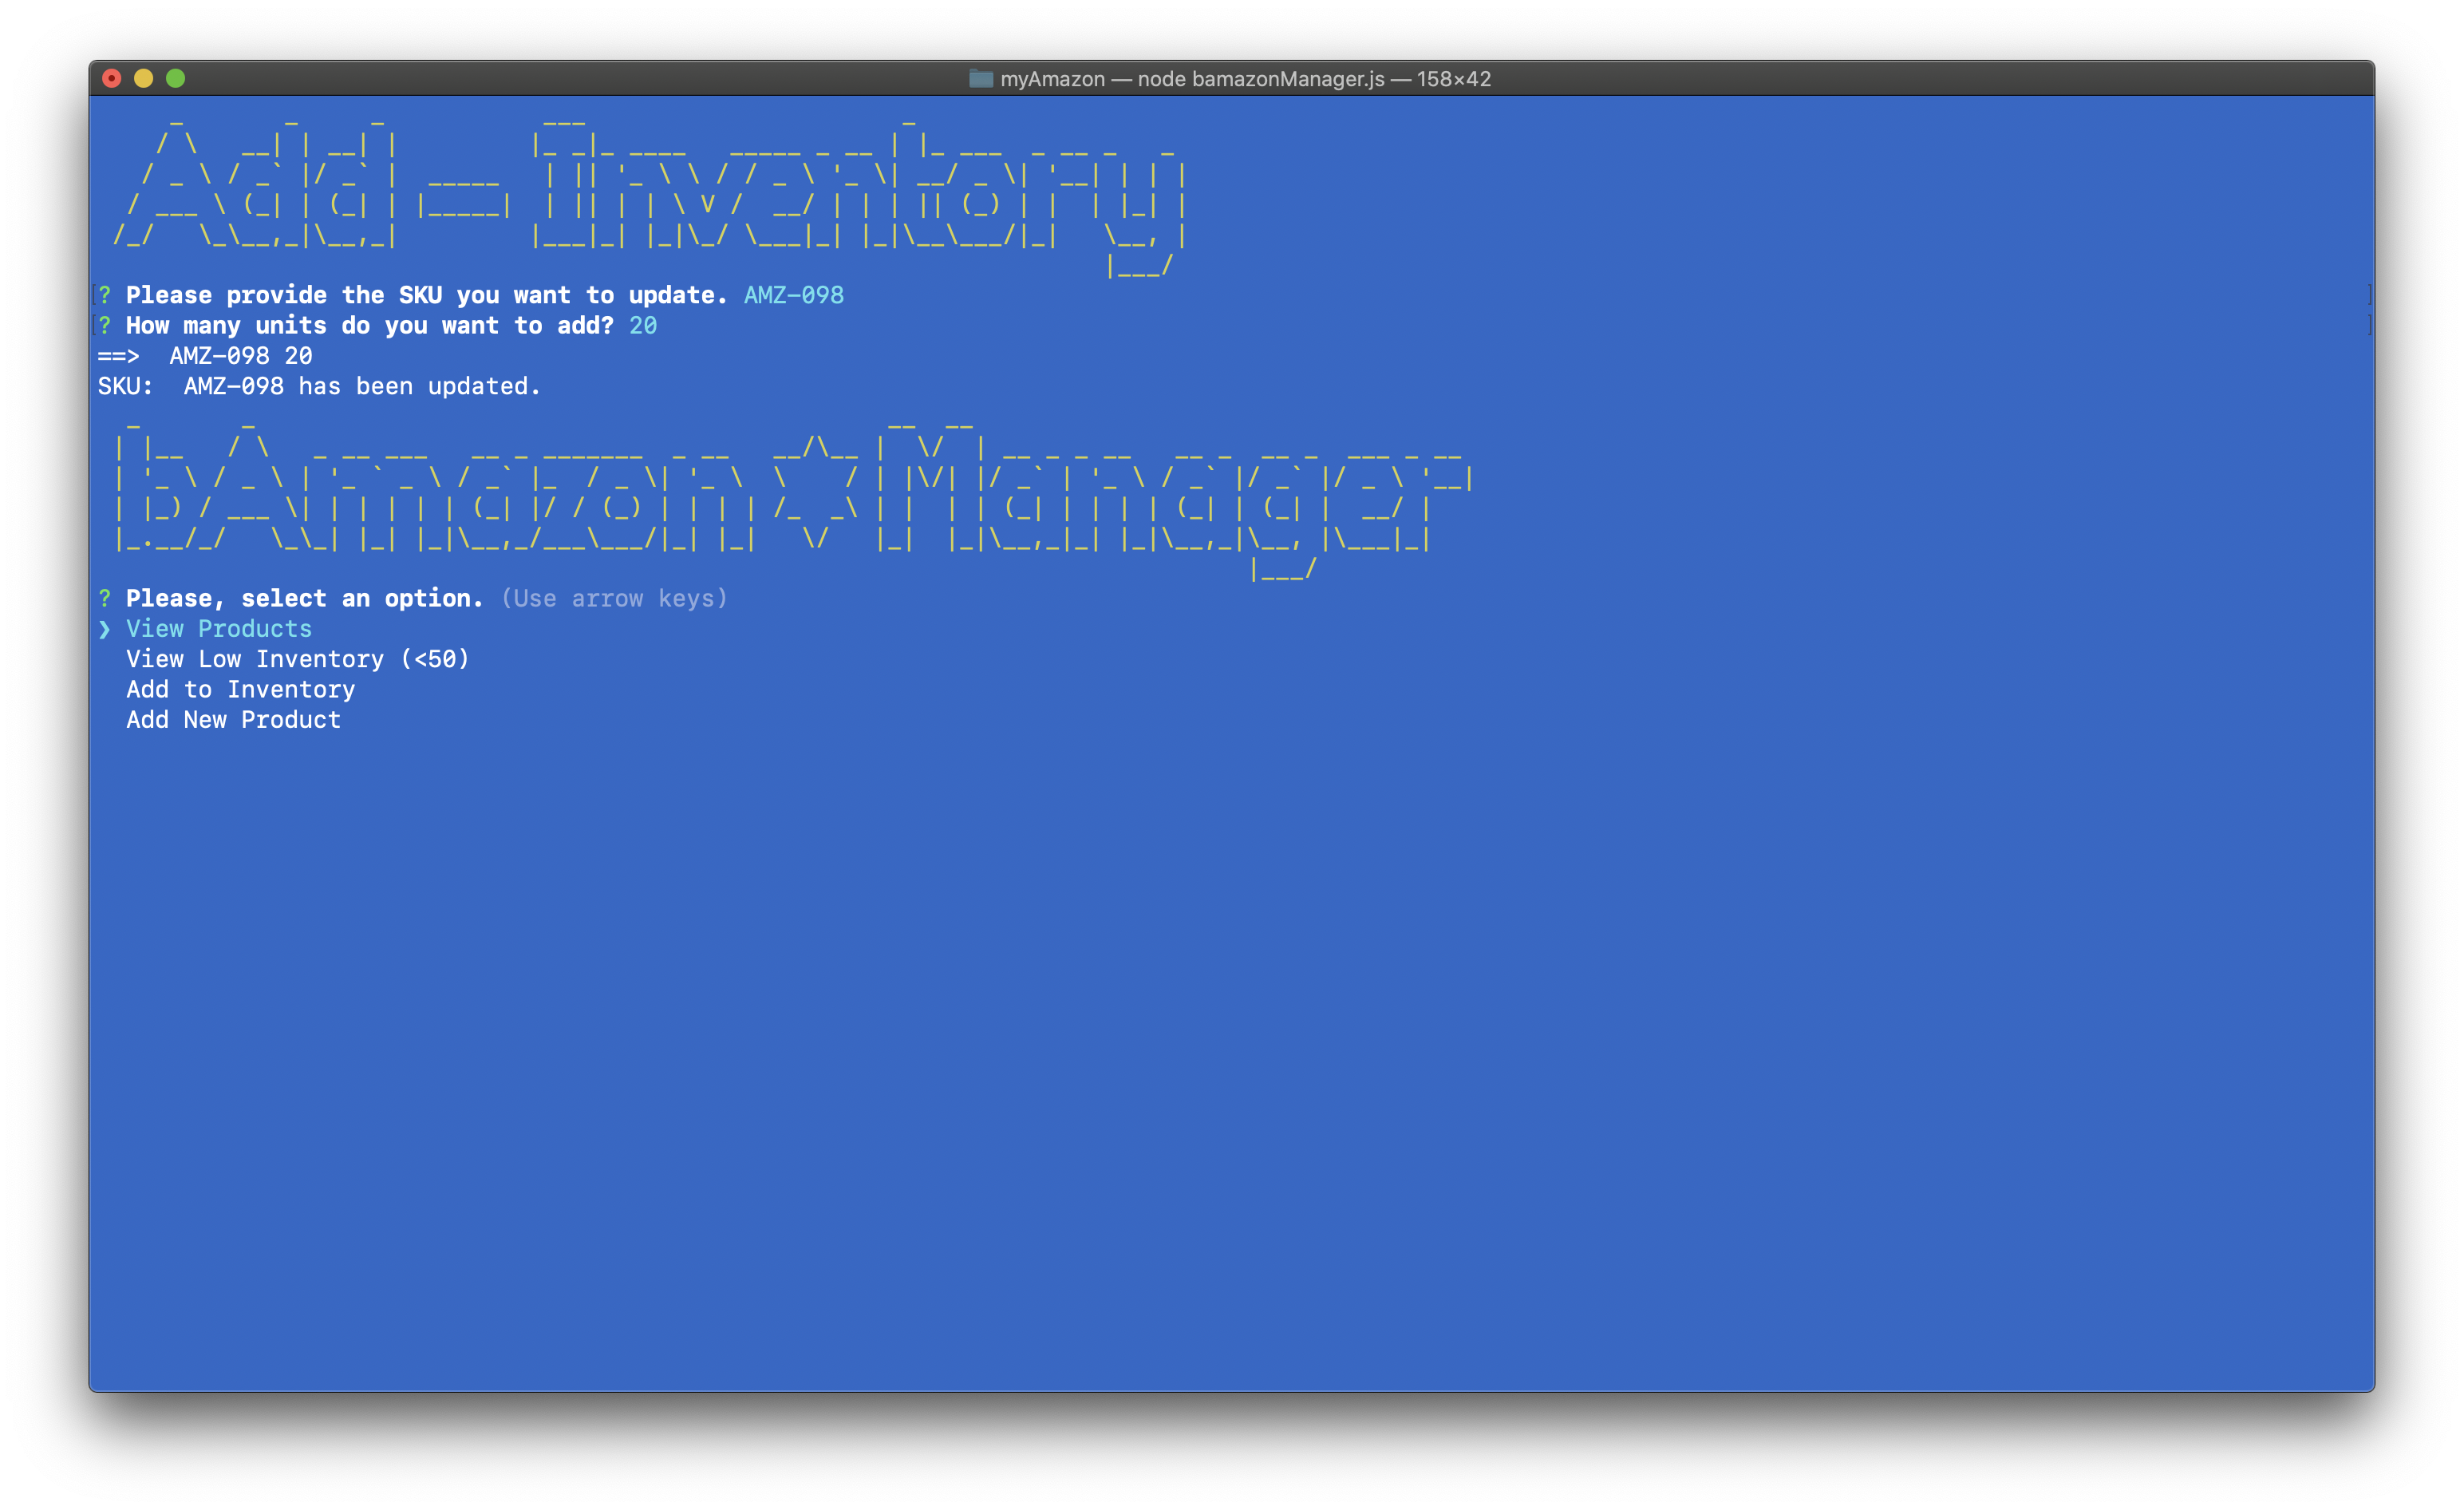 myAmazon — node bamazonManager.js — 158×42
Add - Inventory
? Please provide the SKU you want to update. AMZ-098
? How many units do you want to add? 20
==>  AMZ-098 20
SKU:  AMZ-098 has been updated.
bAmazon * Manager
? Please, select an option. (Use arrow keys)
❯ View Products
View Low Inventory (<50)
Add to Inventory
Add New Product